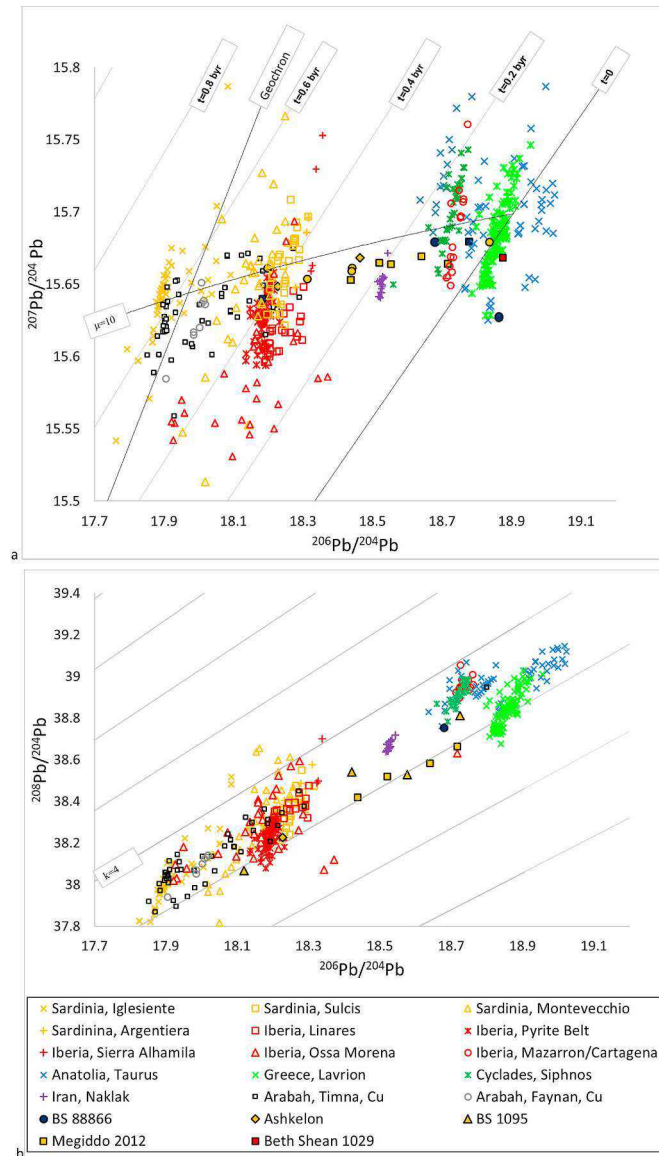 t=0.8 byr
Geochron
t=0.6 byr
t=0.4 byr
t=0.2 byr
t=0
15.8
15.75
15.7
15.65
15.6
15.55
15.5
207Pb/204 Pb
μ=10
17.7 17.9 18.1 18.3 18.5 18.7 18.9 19.1
206Pb/204Pb
a
39.4
39.2
39
38.8
38.6
38.4
38.2
38
37.8
208Pb/204Pb
k=4
17.7 17.9 18.1 18.3 18.5 18.7 18.9 19.1
206Pb/204Pb
Sardinia, Iglesiente Sardinia, Sulcis Sardinia, Montevecchio
Sardinina, Argentiera Iberia, Linares Iberia, Pyrite Belt
Iberia, Sierra Alhamila Iberia, Ossa Morena Iberia, Mazarron/Cartagena
Anatolia, Taurus Greece, Lavrion Cyclades, Siphnos
Iran, Naklak Arabah, Timna, Cu Arabah, Faynan, Cu
BS 88866 Ashkelon BS 1095
Megiddo 2012 Beth Shean 1029
b